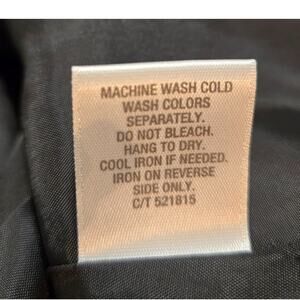 MACHINE WASH COLD
WASH COLORS
SEPARATELY.
DO NOT BLEACH.
HANG TO DRY.
COOL IRON IF NEEDED.
IRON ON REVERSE
SIDE ONLY.
C/T 521815